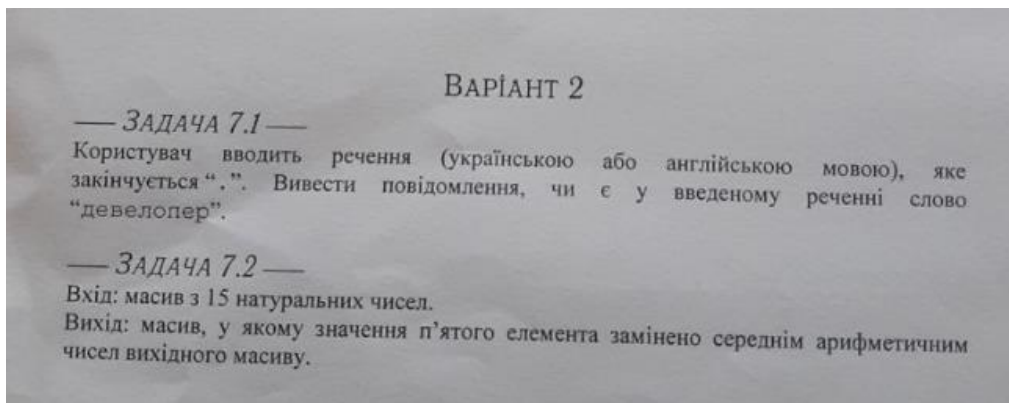 ВАРІАНТ 2
— ЗАДАЧА 7.1 —
Користувач вводить речення (українською або англійською мовою), яке
закінчується “.”. Вивести повідомлення, чи є у введеному реченні слово
“девелопер”.
— ЗАДАЧА 7.2 —
Вхід: масив з 15 натуральних чисел.
Вихід: масив, у якому значення п’ятого елемента замінено середнім арифметичним
чисел вихідного масиву.